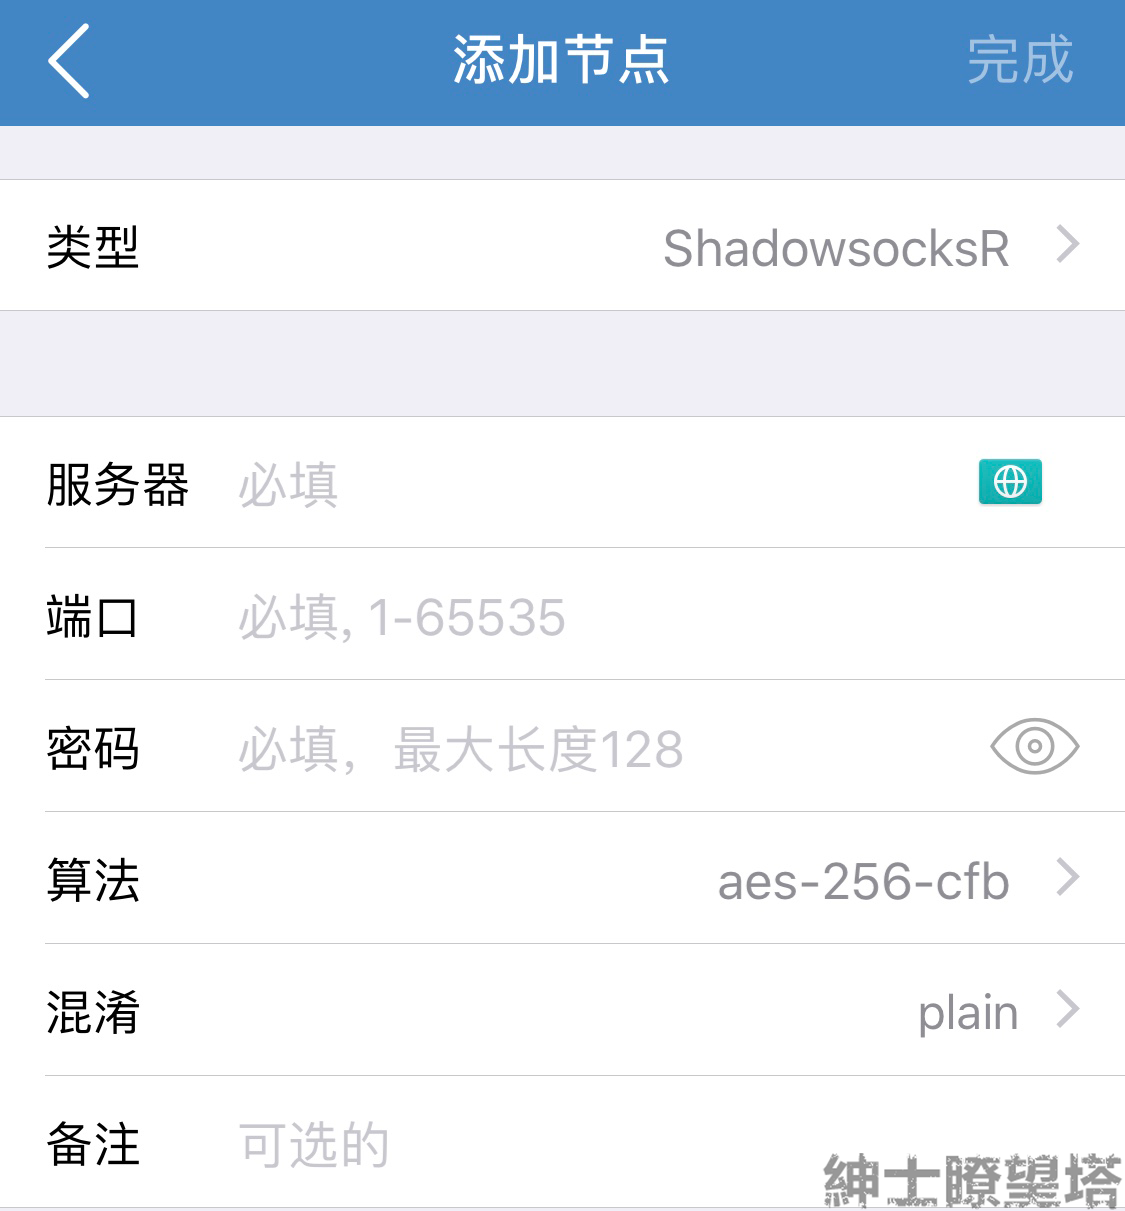 添加节点 完成
类型 ShadowsocksR
服务器 必填
端口 必填, 1-65535
密码 必填，最大长度128
算法 aes-256-cfb
混淆 plain
备注 可选的
紳士瞭望塔